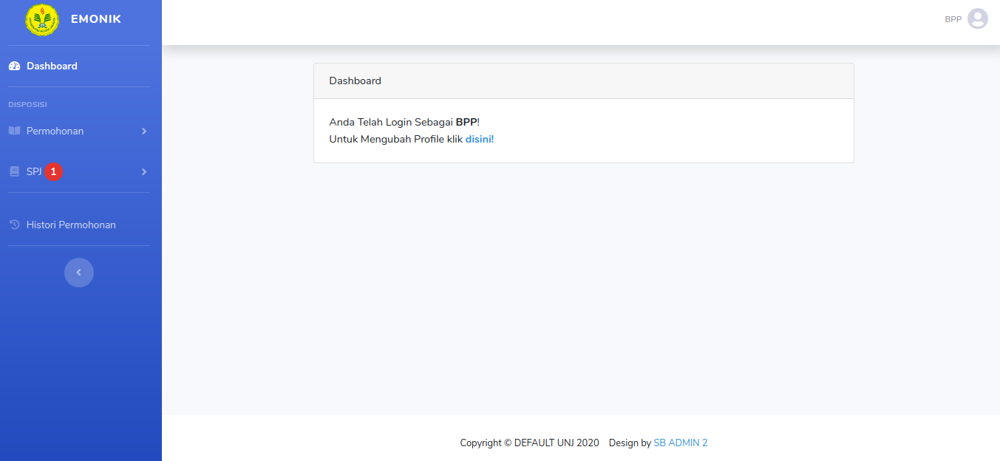 EMONIK
BPP
Dashboard
DISPOSISI
Permohonan
SPJ 1
Histori Permohonan
Dashboard
Anda Telah Login Sebagai BPP!
Untuk Mengubah Profile klik disini!
Copyright © DEFAULT UNJ 2020 Design by SB ADMIN 2